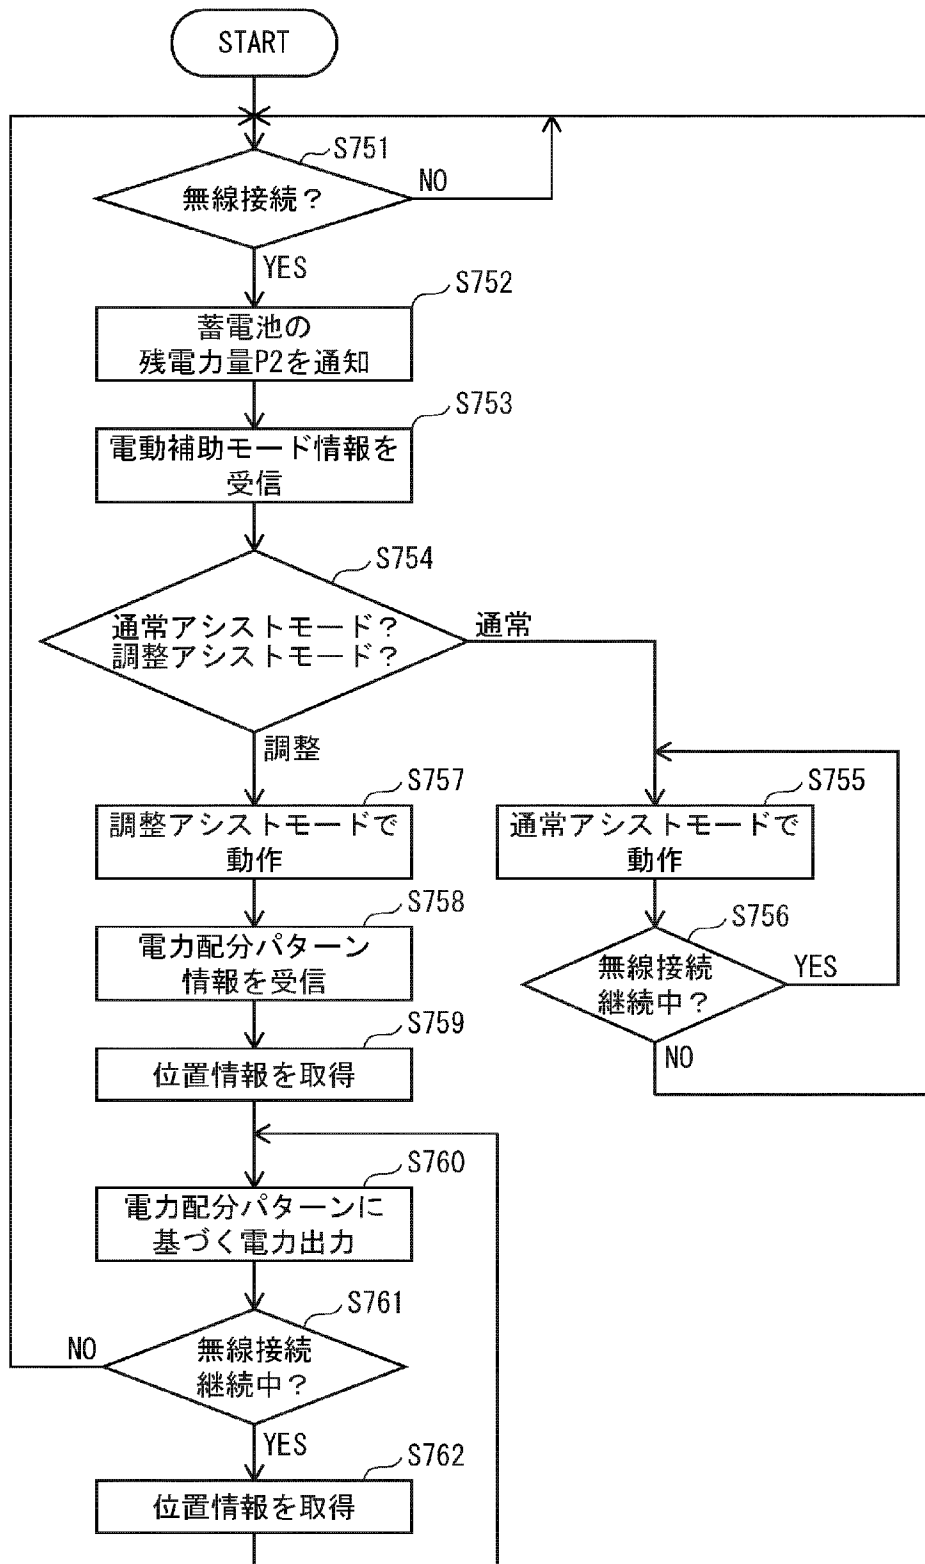 START
S751
無線接続？
NO
YES
S752
蓄電池の
残電力量P2を通知
S753
電動補助モード情報を
受信
S754
通常アシストモード？
調整アシストモード？
通常
調整
S757
調整アシストモードで
動作
S755
通常アシストモードで
動作
S758
電力配分パターン
情報を受信
S756
無線接続
継続中？
YES
NO
S759
位置情報を取得
S760
電力配分パターンに
基づく電力出力
S761
無線接続
継続中？
NO
YES
S762
位置情報を取得